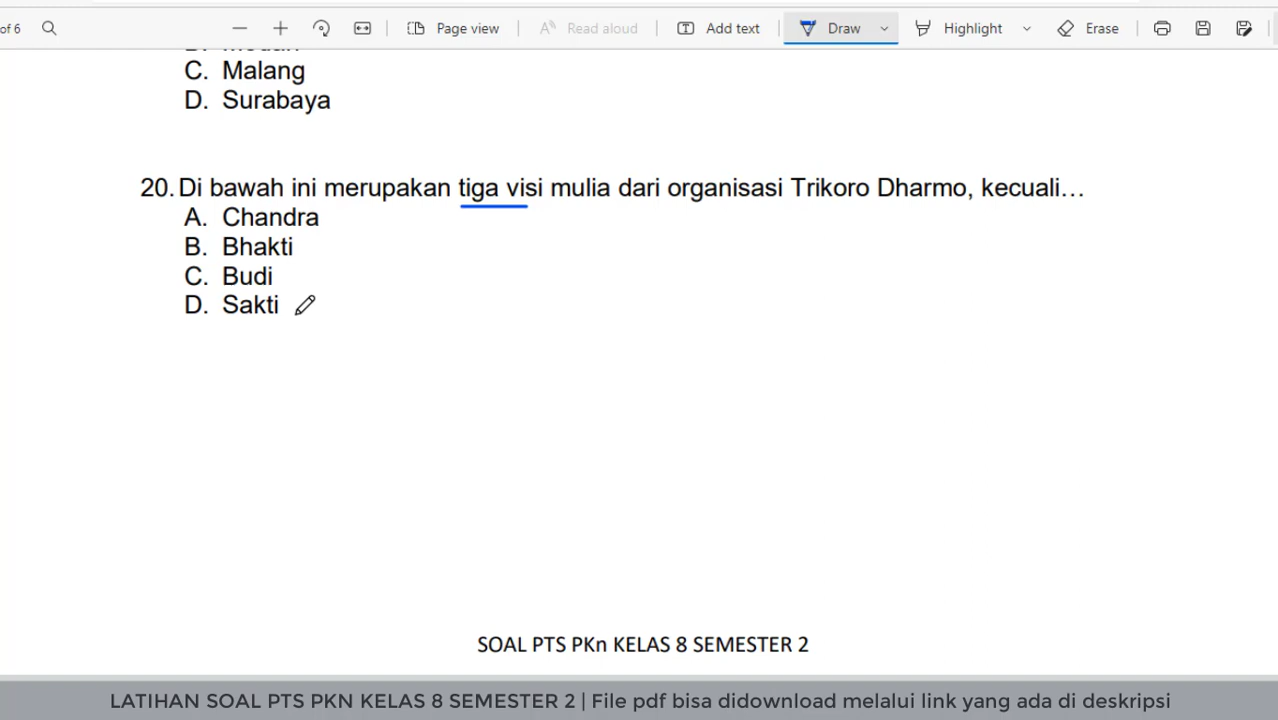 of 6
Page view
Read aloud
Add text
Draw
Highlight
Erase
C. Malang
D. Surabaya
20. Di bawah ini merupakan tiga visi mulia dari organisasi Trikoro Dharmo, kecuali…
A. Chandra
B. Bhakti
C. Budi
D. Sakti
SOAL PTS PKn KELAS 8 SEMESTER 2
LATIHAN SOAL PTS PKN KELAS 8 SEMESTER 2 | File pdf bisa didownload melalui link yang ada di deskripsi